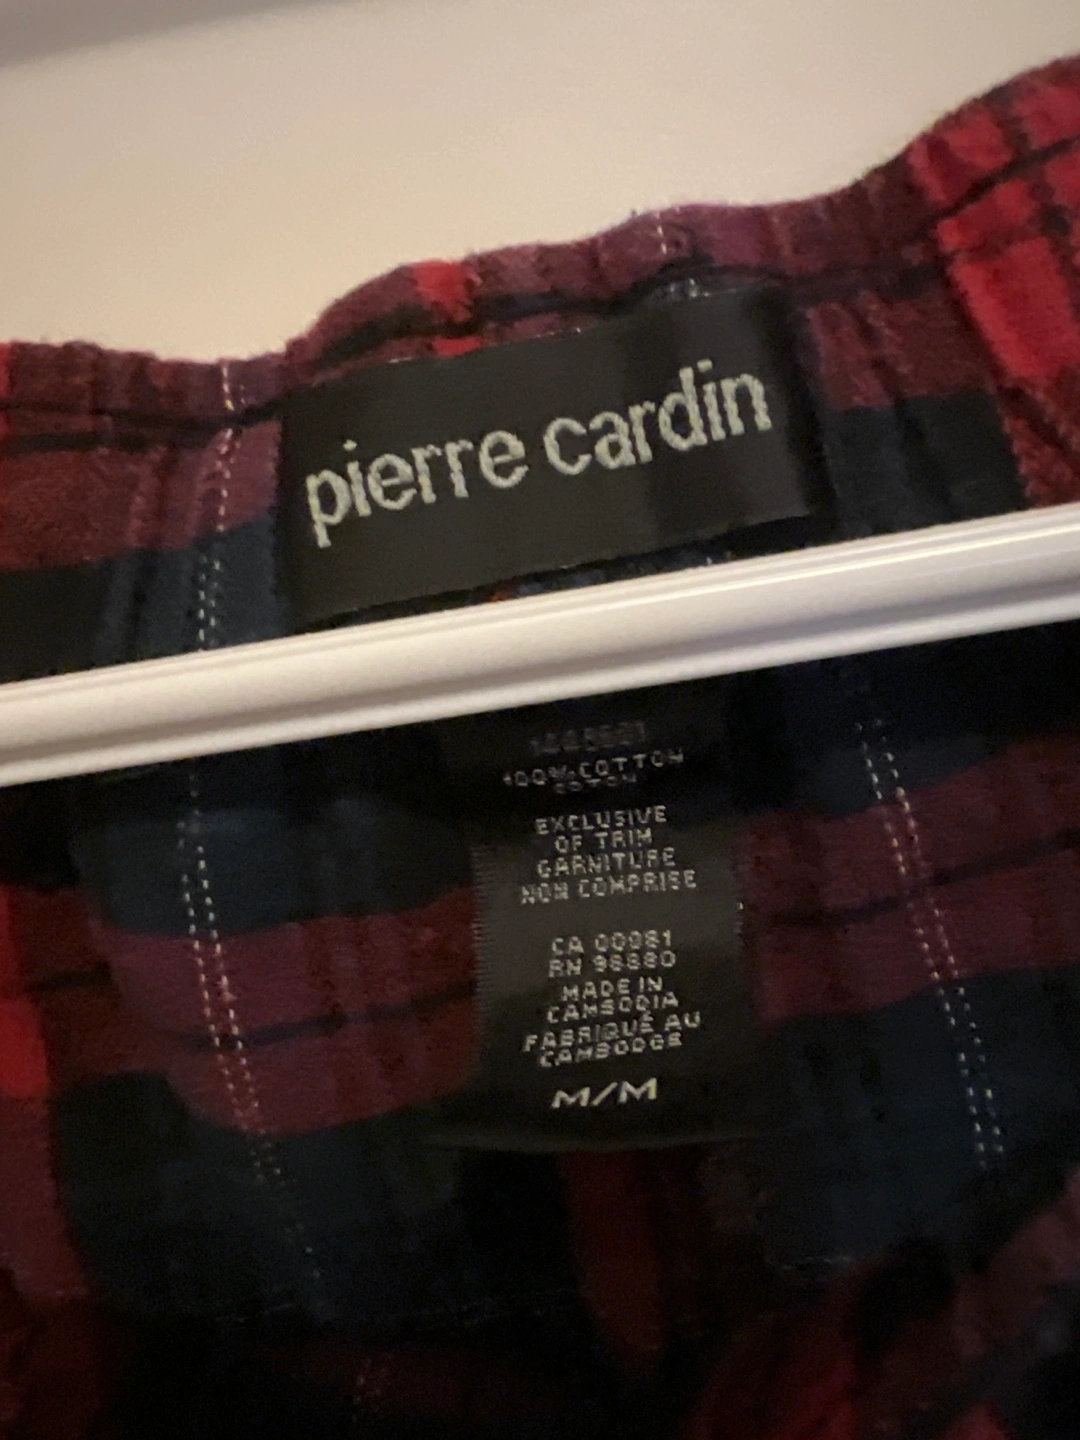 pierre cardin
100% COTTON
EXCLUSIVE
OF TRIM
GARNITURE
NON COMPRISE
CA 00981
RN 98880
MADE IN
CAMBODIA
FABRIQUÉ AU
CAMBODGE
M/M